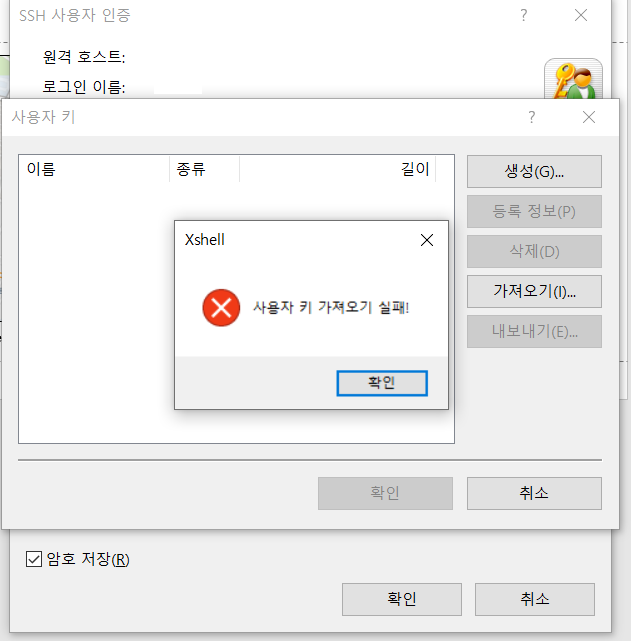 SSH 사용자 인증
원격 호스트:
로그인 이름:
사용자 키
이름 종류 길이
생성(G)...
등록 정보(P)
삭제(D)
가져오기(I)...
내보내기(E)...
Xshell
사용자 키 가져오기 실패!
확인
확인 취소
암호 저장(R)
확인 취소